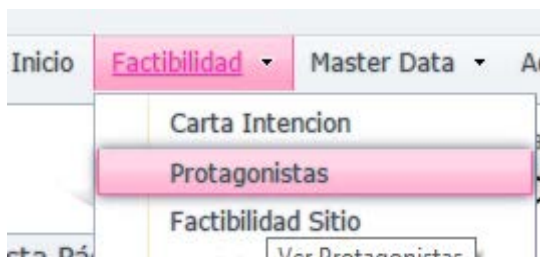 Inicio Factibilidad Master Data
Carta Intencion
Protagonistas
Factibilidad Sitio
Ver Protagonistas